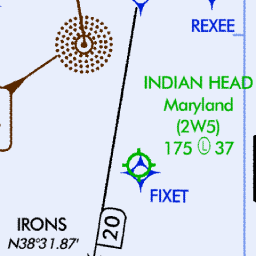 REXEE
INDIAN HEAD
Maryland
(2W5)
175 Ⓛ 37
FIXET
20
IRONS
N38°31.87'